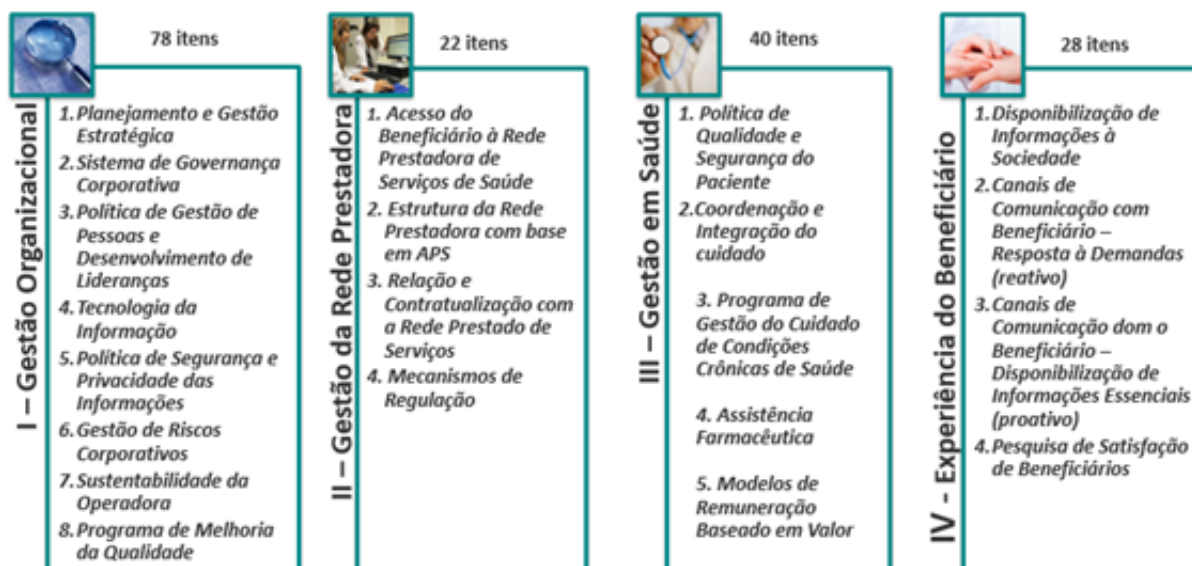 78 itens
I – Gestão Organizacional
1. Planejamento e Gestão
Estratégica
2. Sistema de Governança
Corporativa
3. Política de Gestão de
Pessoas e
Desenvolvimento de
Lideranças
4. Tecnologia da
Informação
5. Política de Segurança e
Privacidade das
Informações
6. Gestão de Riscos
Corporativos
7. Sustentabilidade da
Operadora
8. Programa de Melhoria
da Qualidade
22 itens
II – Gestão da Rede Prestadora
1. Acesso do
Beneficiário à Rede
Prestadora de
Serviços de Saúde
2. Estrutura da Rede
Prestadora com base
em APS
3. Relação e
Contratualização com
a Rede Prestado de
Serviços
4. Mecanismos de
Regulação
40 itens
III – Gestão em Saúde
1. Política de
Qualidade e
Segurança do
Paciente
2.Coordenação e
Integração do
cuidado
3. Programa de
Gestão do Cuidado
de Condições
Crônicas de Saúde
4. Assistência
Farmacêutica
5. Modelos de
Remuneração
Baseado em Valor
28 itens
IV - Experiência do Beneficiário
1. Disponibilização de
Informações à
Sociedade
2. Canais de
Comunicação com
Beneficiário –
Resposta à Demandas
(reativo)
3. Canais de
Comunicação dom o
Beneficiário –
Disponibilização de
Informações Essenciais
(proativo)
4. Pesquisa de Satisfação
de Beneficiários